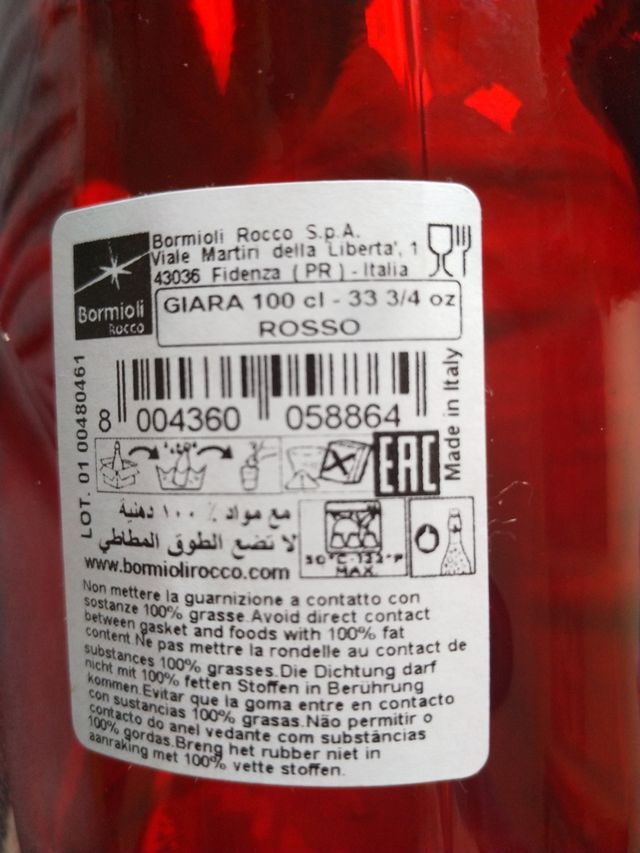 Bormioli
Rocco
Bormioli Rocco S.p.A.
Viale Martiri della Liberta', 1
43036 Fidenza ( PR ) - Italia
GIARA 100 cl - 33 3/4 oz
ROSSO
LOT. 01 00480461
8 004360 058864
Made in Italy
EAC
مع مواد ٪ ١٠٠ دهنية
لا تضع الطوق المطاطي
50°C-122°F
MAX.
www.bormiolirocco.com
Non mettere la guarnizione a contatto con
sostanze 100% grasse.Avoid direct contact
between gasket and foods with 100% fat
content.Ne pas mettre la rondelle au contact de
substances 100% grasses.Die Dichtung darf
nicht mit 100% fetten Stoffen in Berührung
kommen.Evitar que la goma entre en contacto
con sustancias 100% grasas.Não permitir o
contacto do anel vedante com substâncias
100% gordas.Breng het rubber niet in
aanraking met 100% vette stoffen.